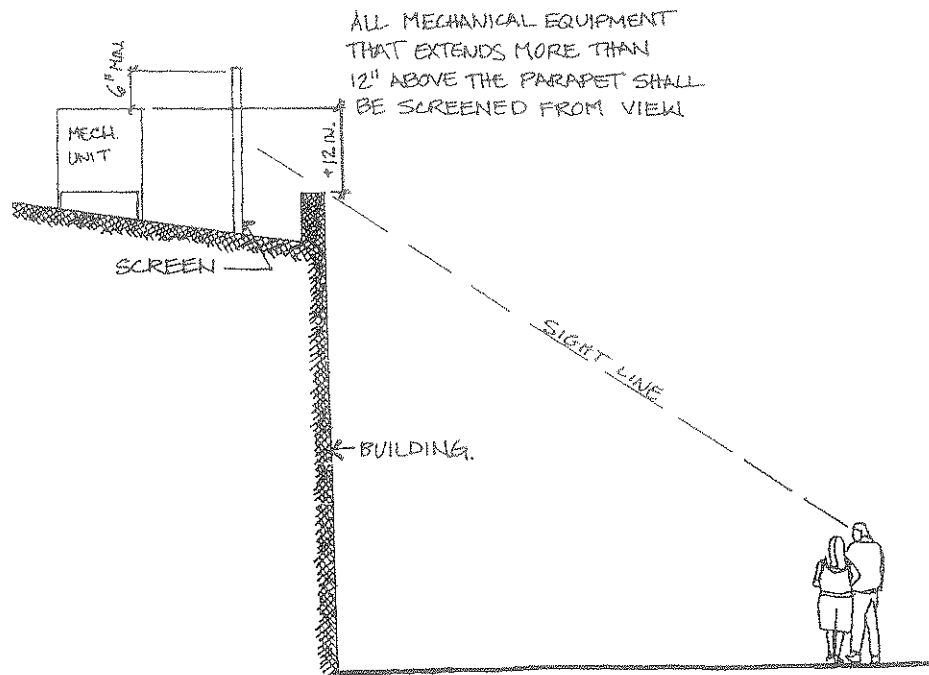 ALL MECHANICAL EQUIPMENT
THAT EXTENDS MORE THAN
12" ABOVE THE PARAPET SHALL
BE SCREENED FROM VIEW
6" MIN.
MECH.
UNIT
+12 IN.
SCREEN
SIGHT LINE
BUILDING.